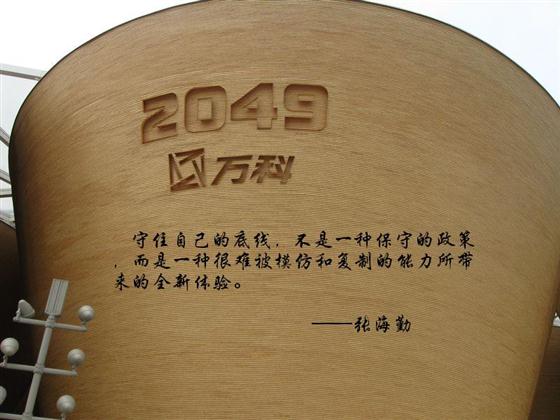 2049
万科
守住自己的底线，不是一种保守的政策
，而是一种很难被模仿和复制的能力所带
来的全新体验。
——张海勤